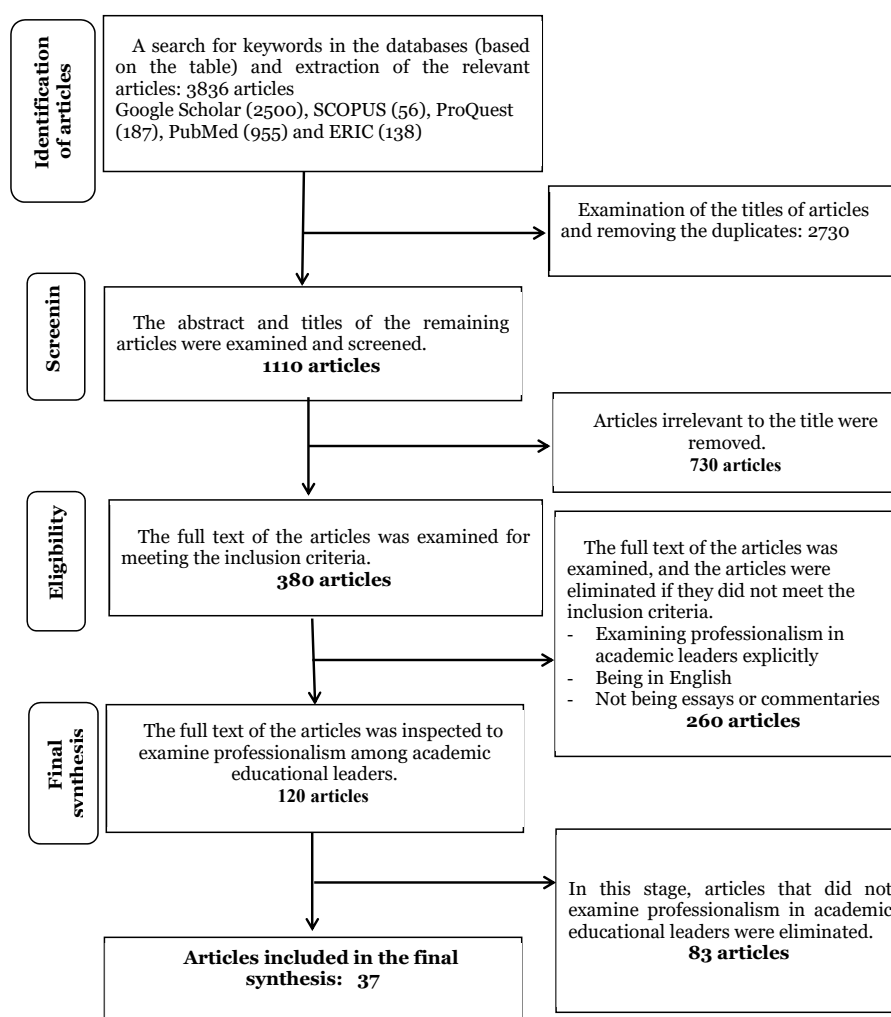 Identification
of articles
A search for keywords in the databases (based
on the table) and extraction of the relevant
articles: 3836 articles
Google Scholar (2500), SCOPUS (56), ProQuest
(187), PubMed (955) and ERIC (138)
Examination of the titles of articles
and removing the duplicates: 2730
Screenin
The abstract and titles of the remaining
articles were examined and screened.
1110 articles
Articles irrelevant to the title were
removed.
730 articles
Eligibility
The full text of the articles was examined for
meeting the inclusion criteria.
380 articles
The full text of the articles was
examined, and the articles were
eliminated if they did not meet the
inclusion criteria.
- Examining professionalism in
academic leaders explicitly
- Being in English
- Not being essays or commentaries
260 articles
Final
synthesis
The full text of the articles was inspected to
examine professionalism among academic
educational leaders.
120 articles
In this stage, articles that did not
examine professionalism in academic
educational leaders were eliminated.
83 articles
Articles included in the final
synthesis: 37